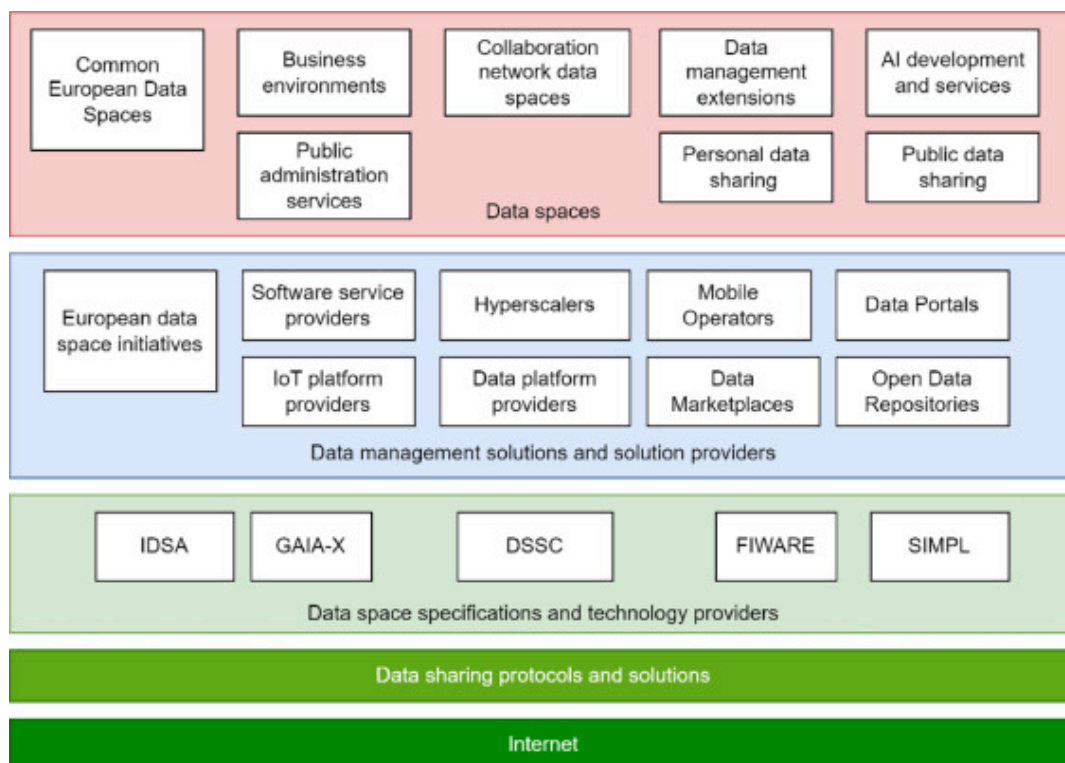 Common
European Data
Spaces
Business
environments
Collaboration
network data
spaces
Data
management
extensions
AI development
and services
Public
administration
services
Personal data
sharing
Public data
sharing
Data spaces
European data
space initiatives
Software service
providers
Hyperscalers
Mobile
Operators
Data Portals
IoT platform
providers
Data platform
providers
Data
Marketplaces
Open Data
Repositories
Data management solutions and solution providers
IDSA
GAIA-X
DSSC
FIWARE
SIMPL
Data space specifications and technology providers
Data sharing protocols and solutions
Internet